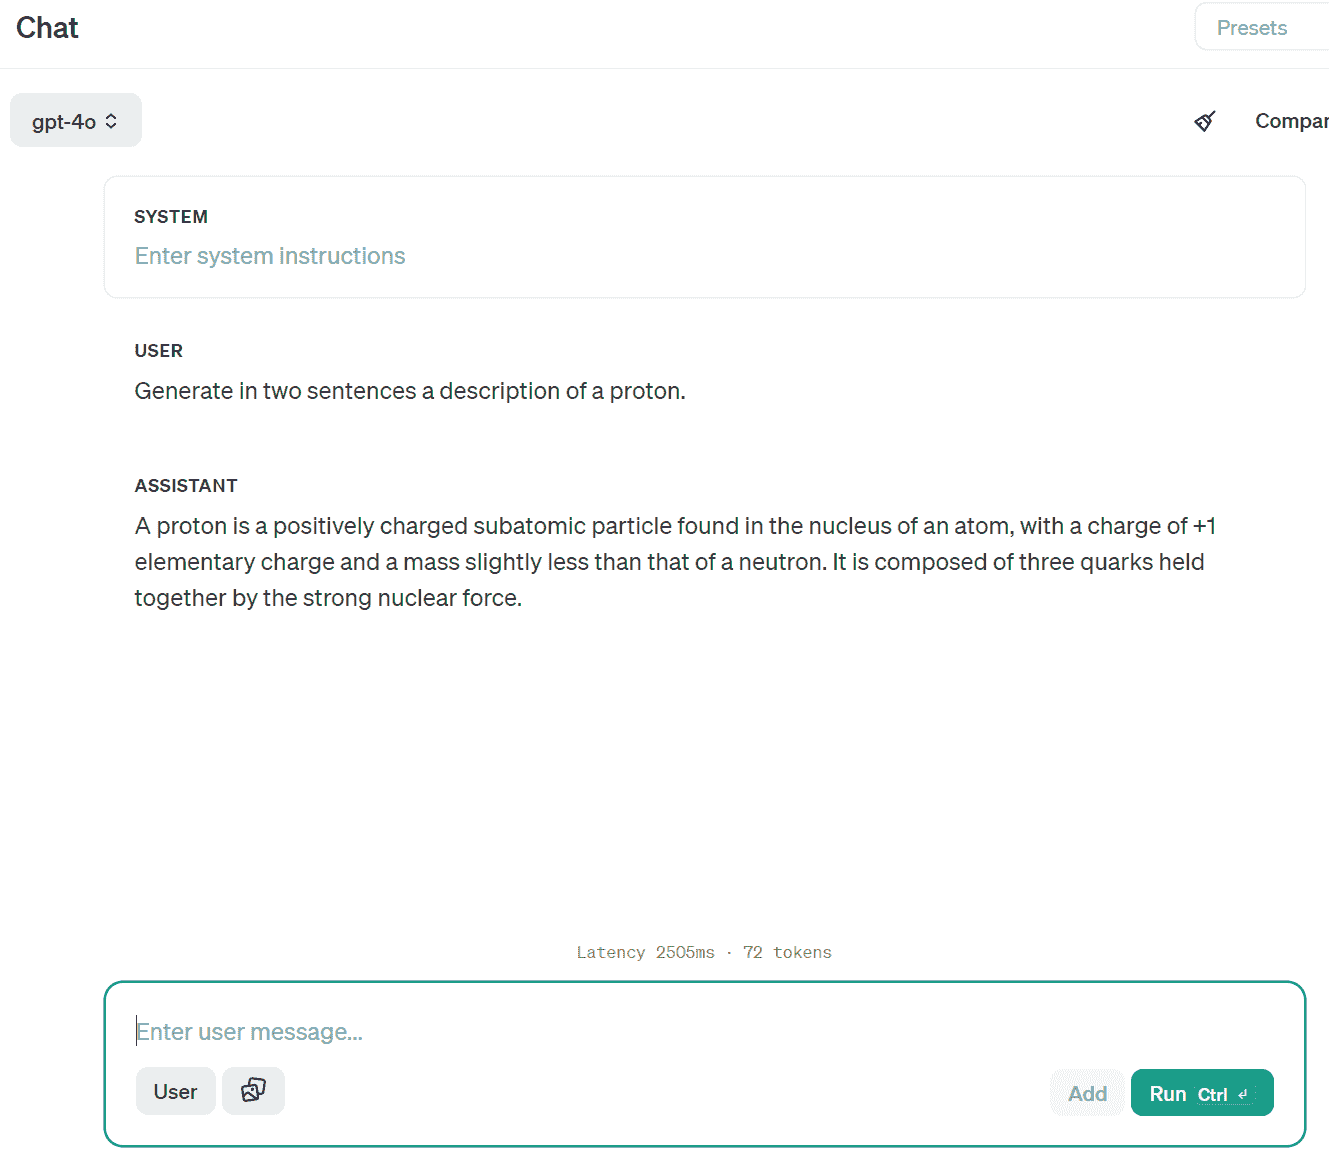 Chat
Presets
gpt-4o
Compar
SYSTEM
Enter system instructions
USER
Generate in two sentences a description of a proton.
ASSISTANT
A proton is a positively charged subatomic particle found in the nucleus of an atom, with a charge of +1
elementary charge and a mass slightly less than that of a neutron. It is composed of three quarks held
together by the strong nuclear force.
Latency 2505ms · 72 tokens
Enter user message...
User
Add
Run Ctrl ↵